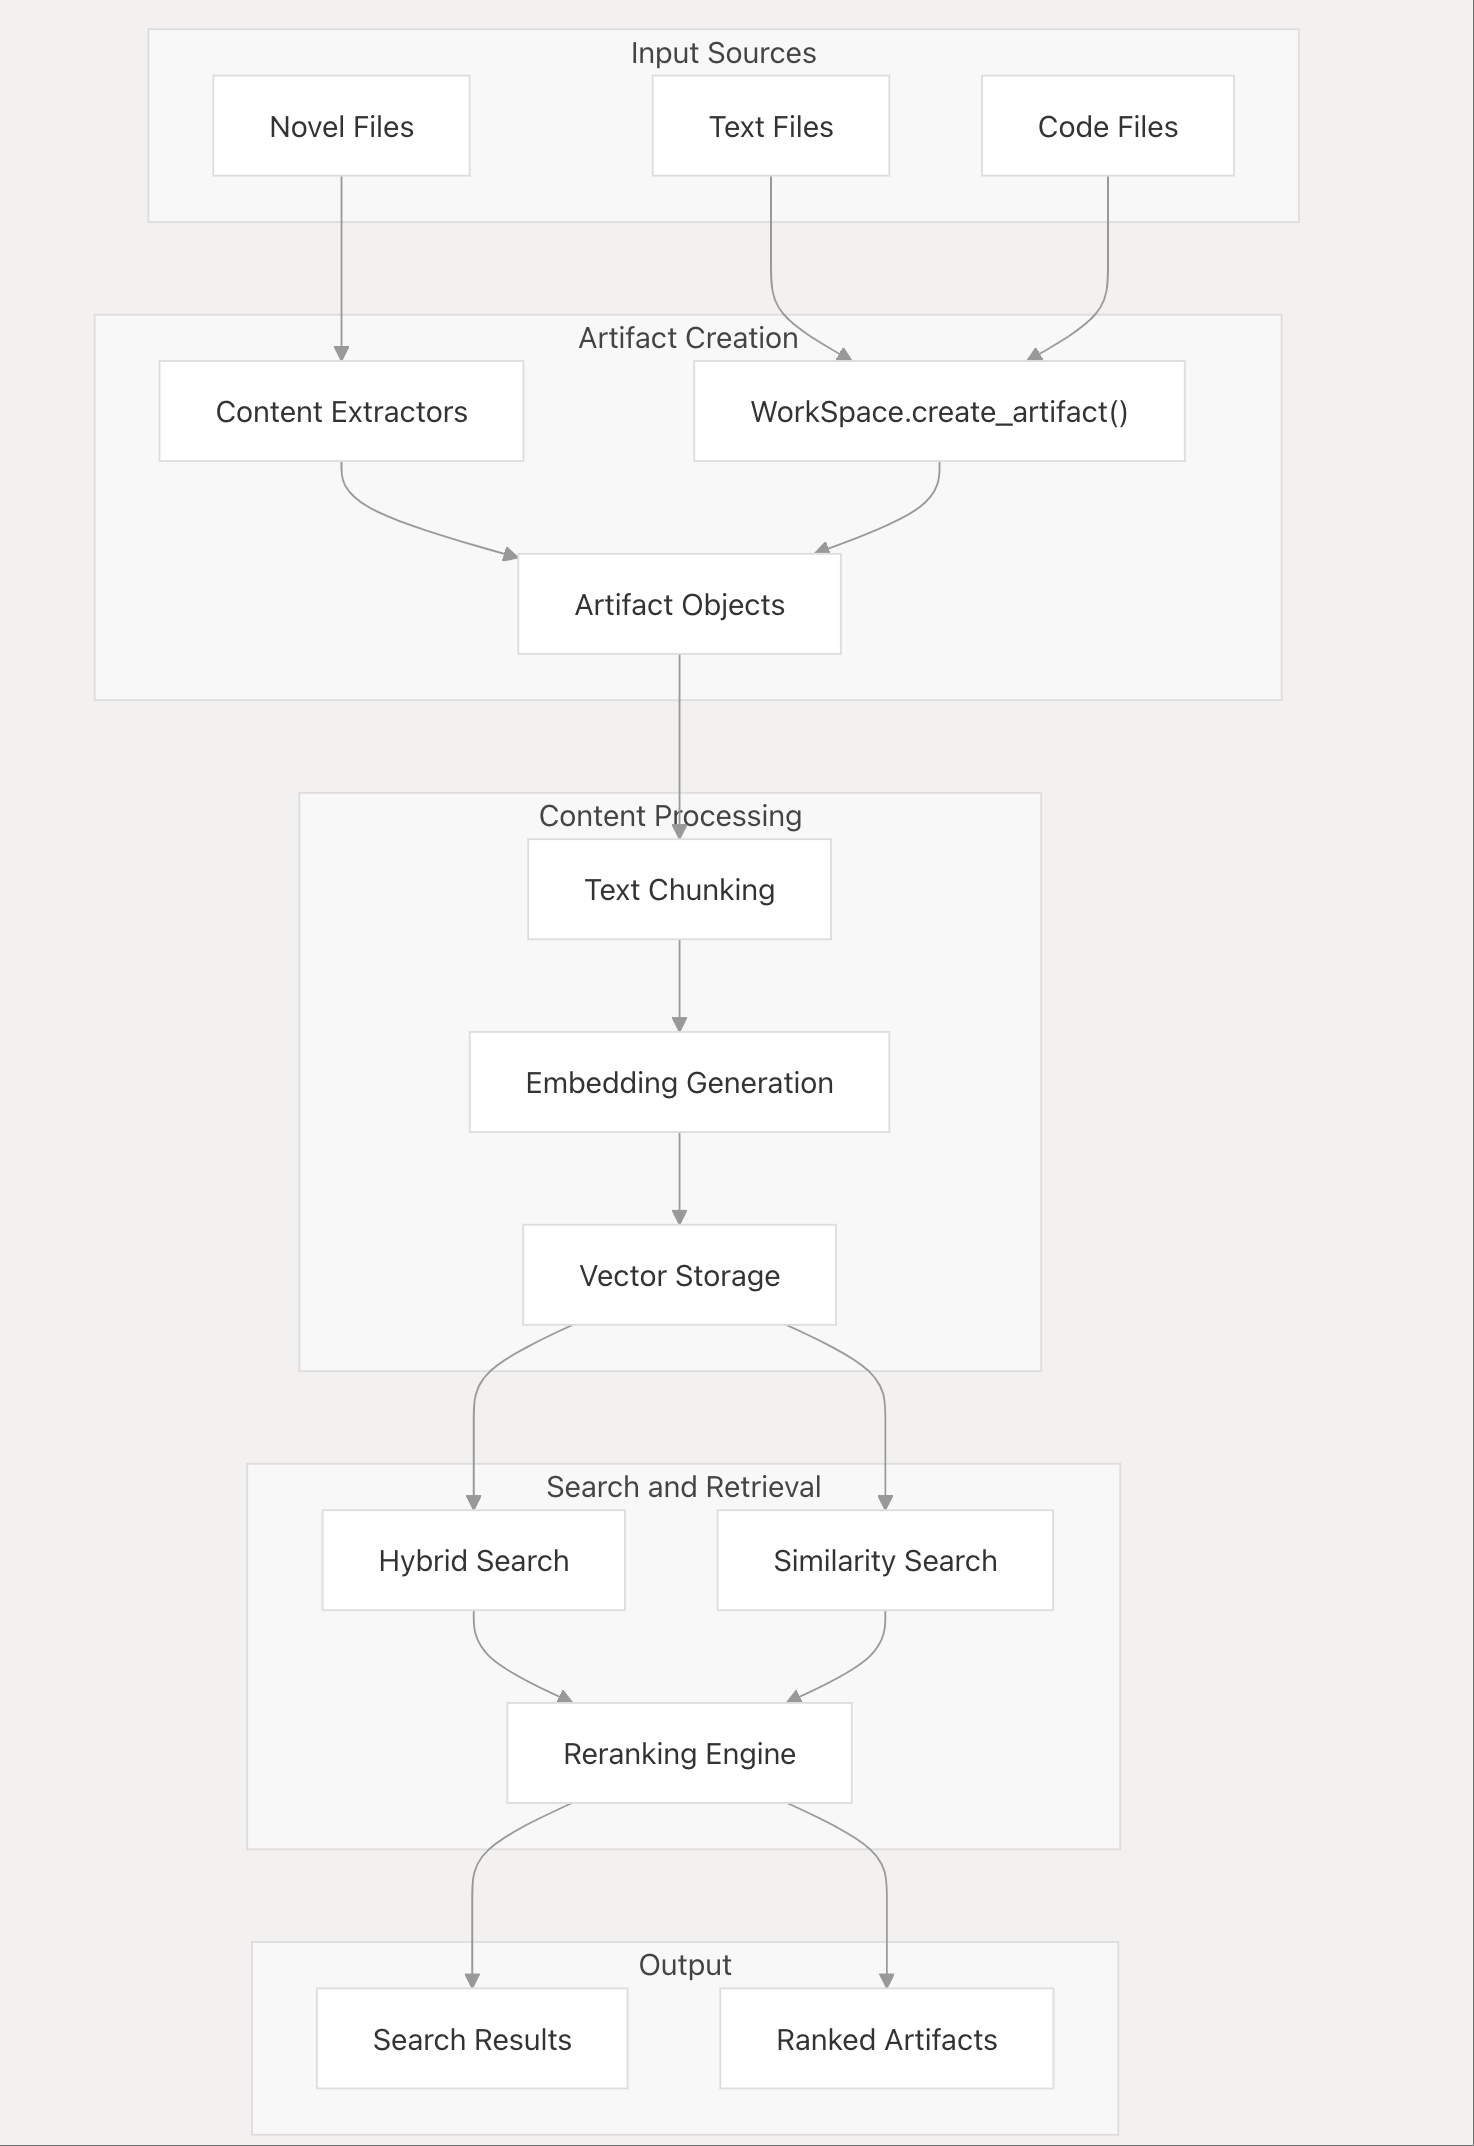 Input Sources
Novel Files
Text Files
Code Files
Artifact Creation
Content Extractors
WorkSpace.create_artifact()
Artifact Objects
Content Processing
Text Chunking
Embedding Generation
Vector Storage
Search and Retrieval
Hybrid Search
Similarity Search
Reranking Engine
Output
Search Results
Ranked Artifacts